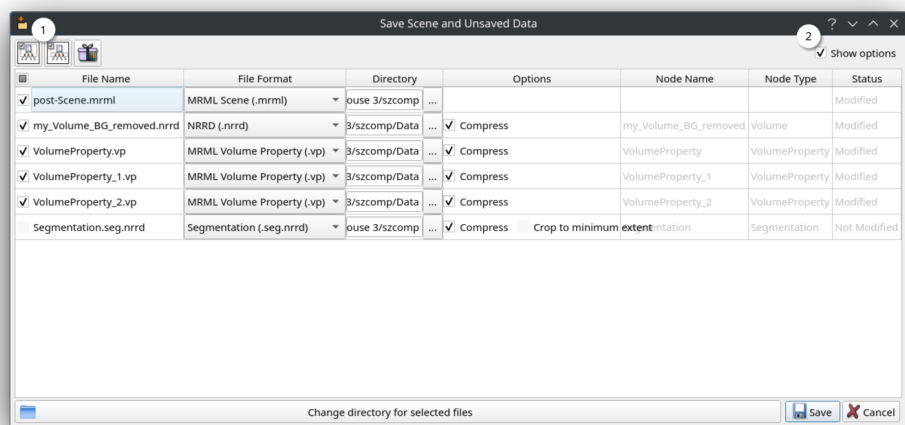 Save Scene and Unsaved Data
1
2
Show options
File Name File Format Directory Options Node Name Node Type Status
post-Scene.mrml MRML Scene (.mrml) ouse 3/szcomp ... Modified
my_Volume_BG_removed.nrrd NRRD (.nrrd) 3/szcomp/Data ... Compress my_Volume_BG_removed Volume Modified
VolumeProperty.vp MRML Volume Property (.vp) 3/szcomp/Data ... Compress VolumeProperty VolumeProperty Modified
VolumeProperty_1.vp MRML Volume Property (.vp) 3/szcomp/Data ... Compress VolumeProperty_1 VolumeProperty Modified
VolumeProperty_2.vp MRML Volume Property (.vp) 3/szcomp/Data ... Compress VolumeProperty_2 VolumeProperty Modified
Segmentation.seg.nrrd Segmentation (.seg.nrrd) ouse 3/szcomp ... Compress Crop to minimum extent Segmentation Not Modified
Change directory for selected files Save Cancel